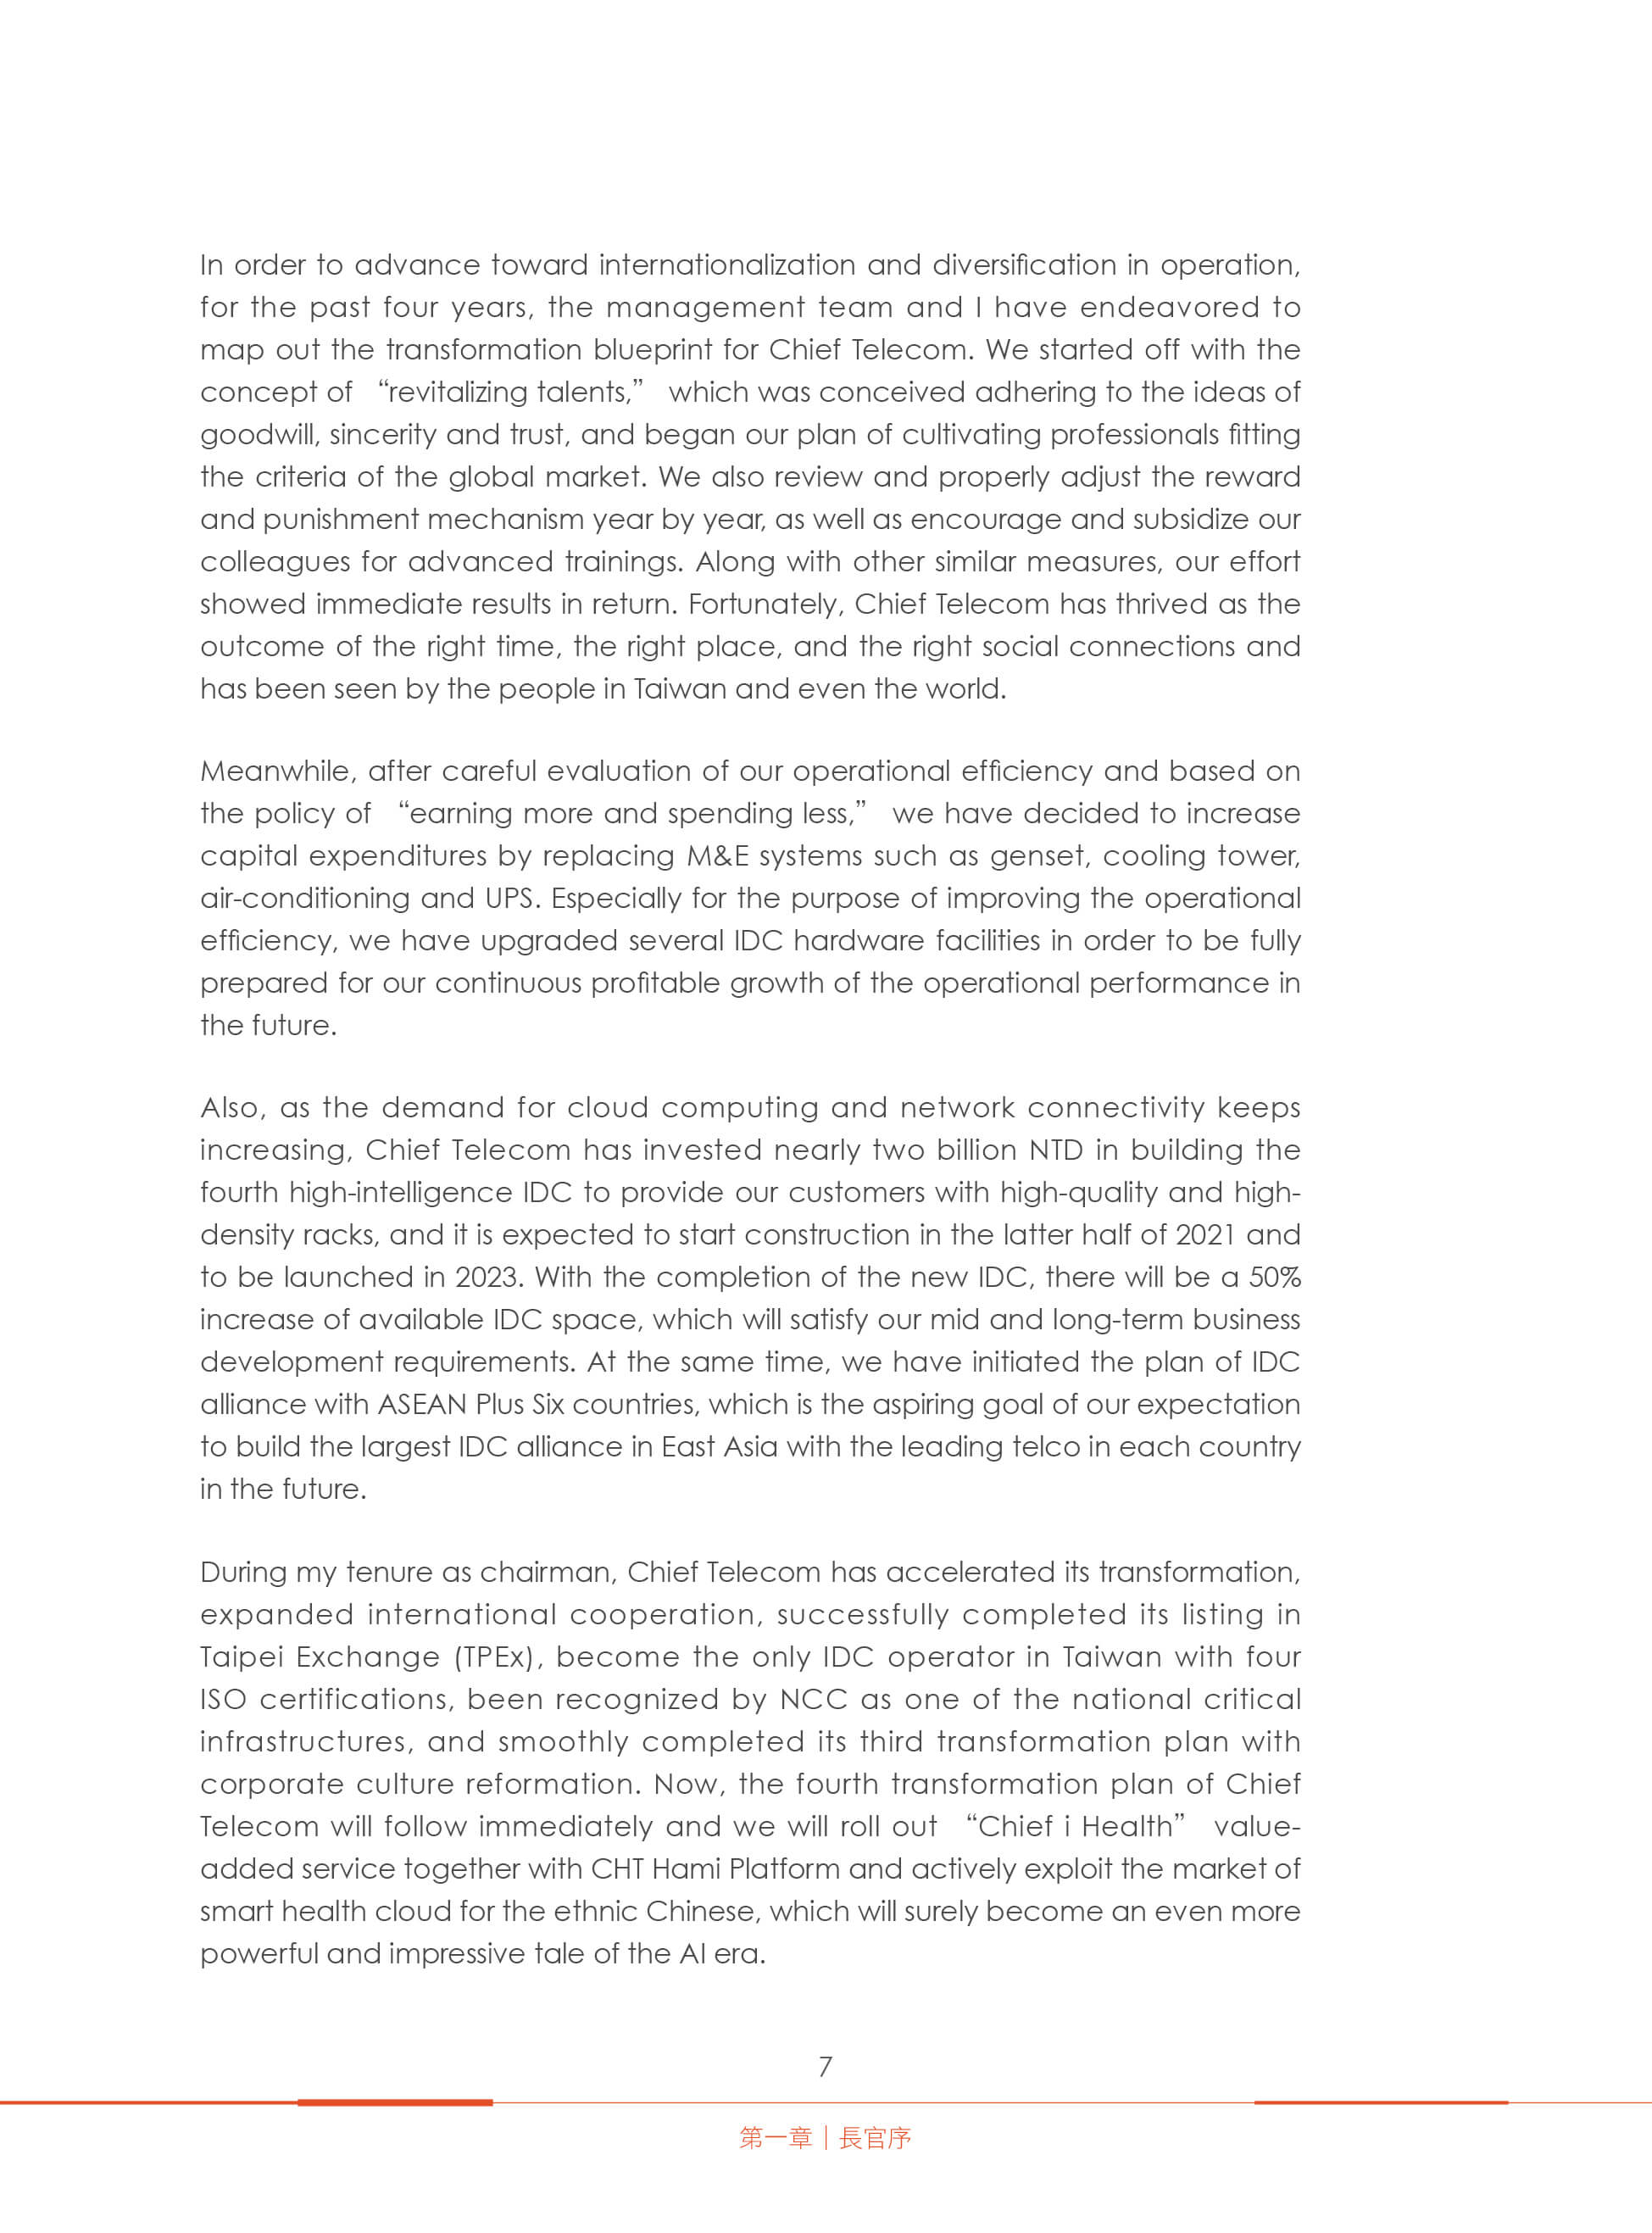 In order to advance toward internationalization and diversification in operation,
for the past four years, the management team and I have endeavored to
map out the transformation blueprint for Chief Telecom. We started off with the
concept of “revitalizing talents,” which was conceived adhering to the ideas of
goodwill, sincerity and trust, and began our plan of cultivating professionals fitting
the criteria of the global market. We also review and properly adjust the reward
and punishment mechanism year by year, as well as encourage and subsidize our
colleagues for advanced trainings. Along with other similar measures, our effort
showed immediate results in return. Fortunately, Chief Telecom has thrived as the
outcome of the right time, the right place, and the right social connections and
has been seen by the people in Taiwan and even the world.
Meanwhile, after careful evaluation of our operational efficiency and based on
the policy of “earning more and spending less,” we have decided to increase
capital expenditures by replacing M&E systems such as genset, cooling tower,
air-conditioning and UPS. Especially for the purpose of improving the operational
efficiency, we have upgraded several IDC hardware facilities in order to be fully
prepared for our continuous profitable growth of the operational performance in
the future.
Also, as the demand for cloud computing and network connectivity keeps
increasing, Chief Telecom has invested nearly two billion NTD in building the
fourth high-intelligence IDC to provide our customers with high-quality and high-
density racks, and it is expected to start construction in the latter half of 2021 and
to be launched in 2023. With the completion of the new IDC, there will be a 50%
increase of available IDC space, which will satisfy our mid and long-term business
development requirements. At the same time, we have initiated the plan of IDC
alliance with ASEAN Plus Six countries, which is the aspiring goal of our expectation
to build the largest IDC alliance in East Asia with the leading telco in each country
in the future.
During my tenure as chairman, Chief Telecom has accelerated its transformation,
expanded international cooperation, successfully completed its listing in
Taipei Exchange (TPEx), become the only IDC operator in Taiwan with four
ISO certifications, been recognized by NCC as one of the national critical
infrastructures, and smoothly completed its third transformation plan with
corporate culture reformation. Now, the fourth transformation plan of Chief
Telecom will follow immediately and we will roll out “Chief i Health” value-
added service together with CHT Hami Platform and actively exploit the market of
smart health cloud for the ethnic Chinese, which will surely become an even more
powerful and impressive tale of the AI era.
7
第一章｜長官序